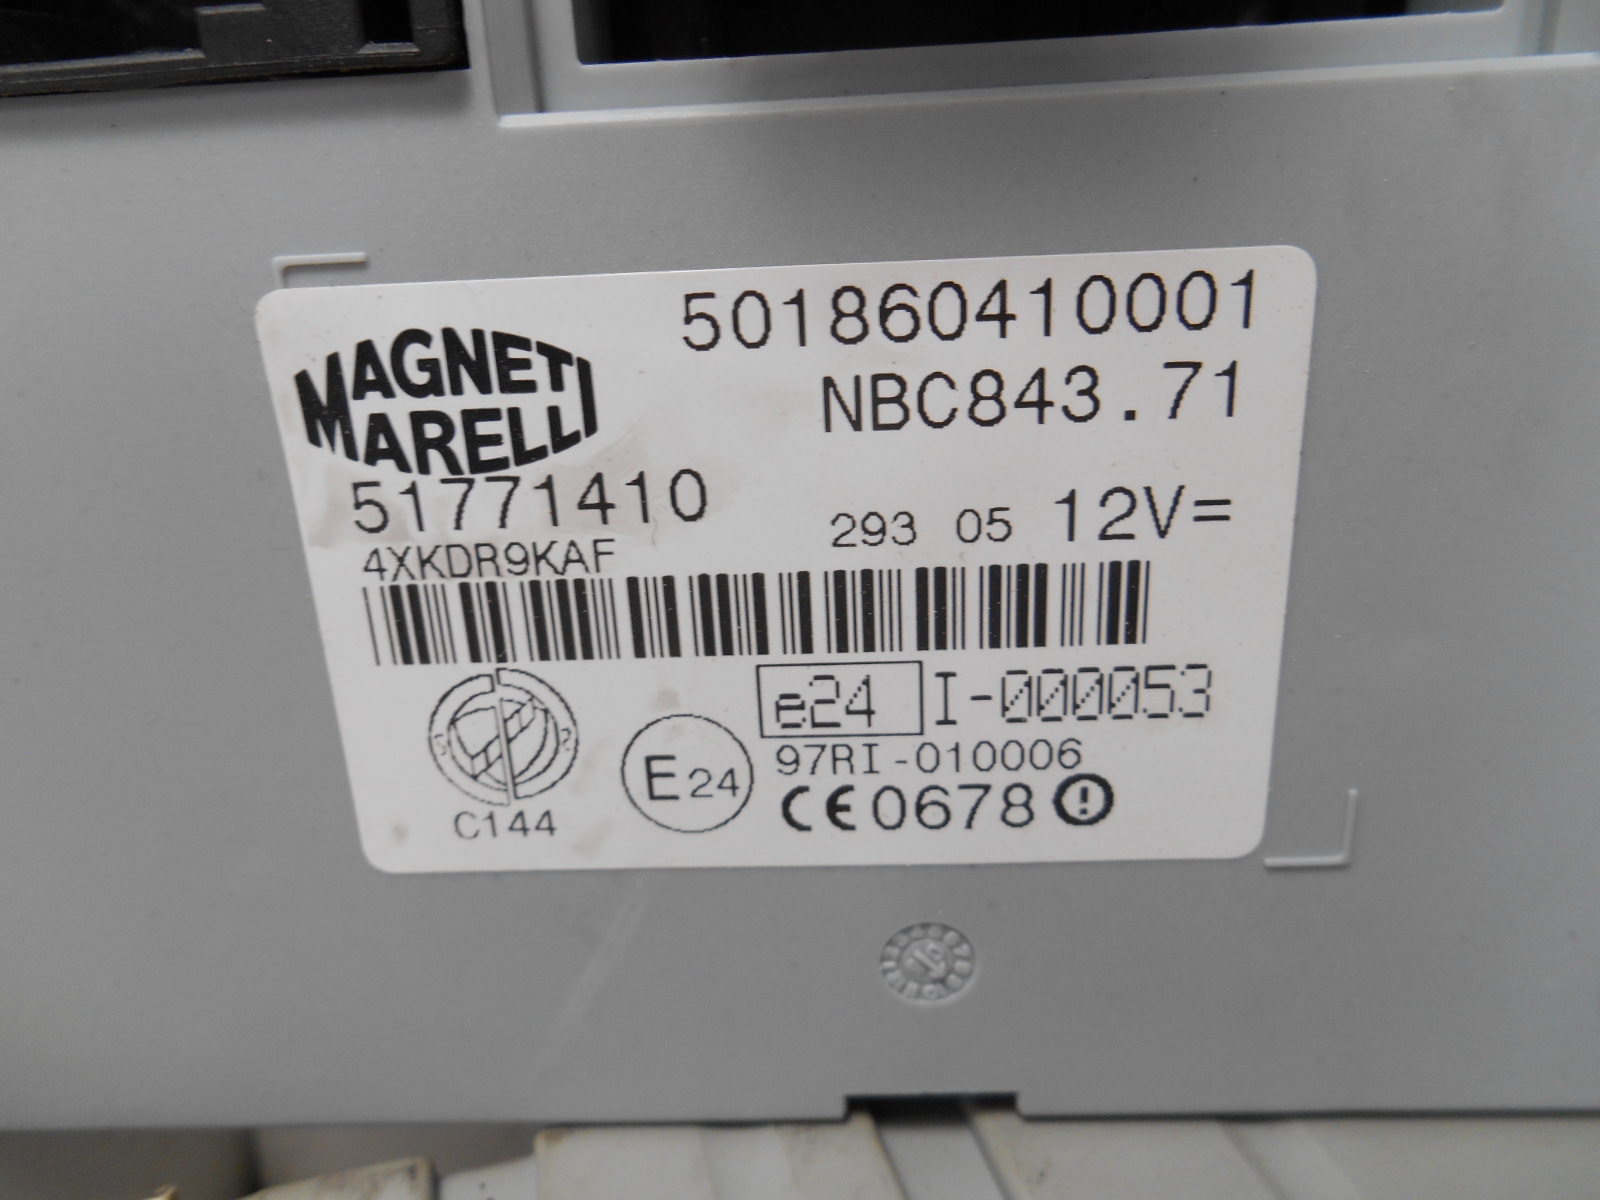 MAGNETI
MARELLI
501860410001
NBC843.71
51771410
293 05 12V=
4XKDR9KAF
e24 I-000053
97RI-010006
E24
CE0678
C144